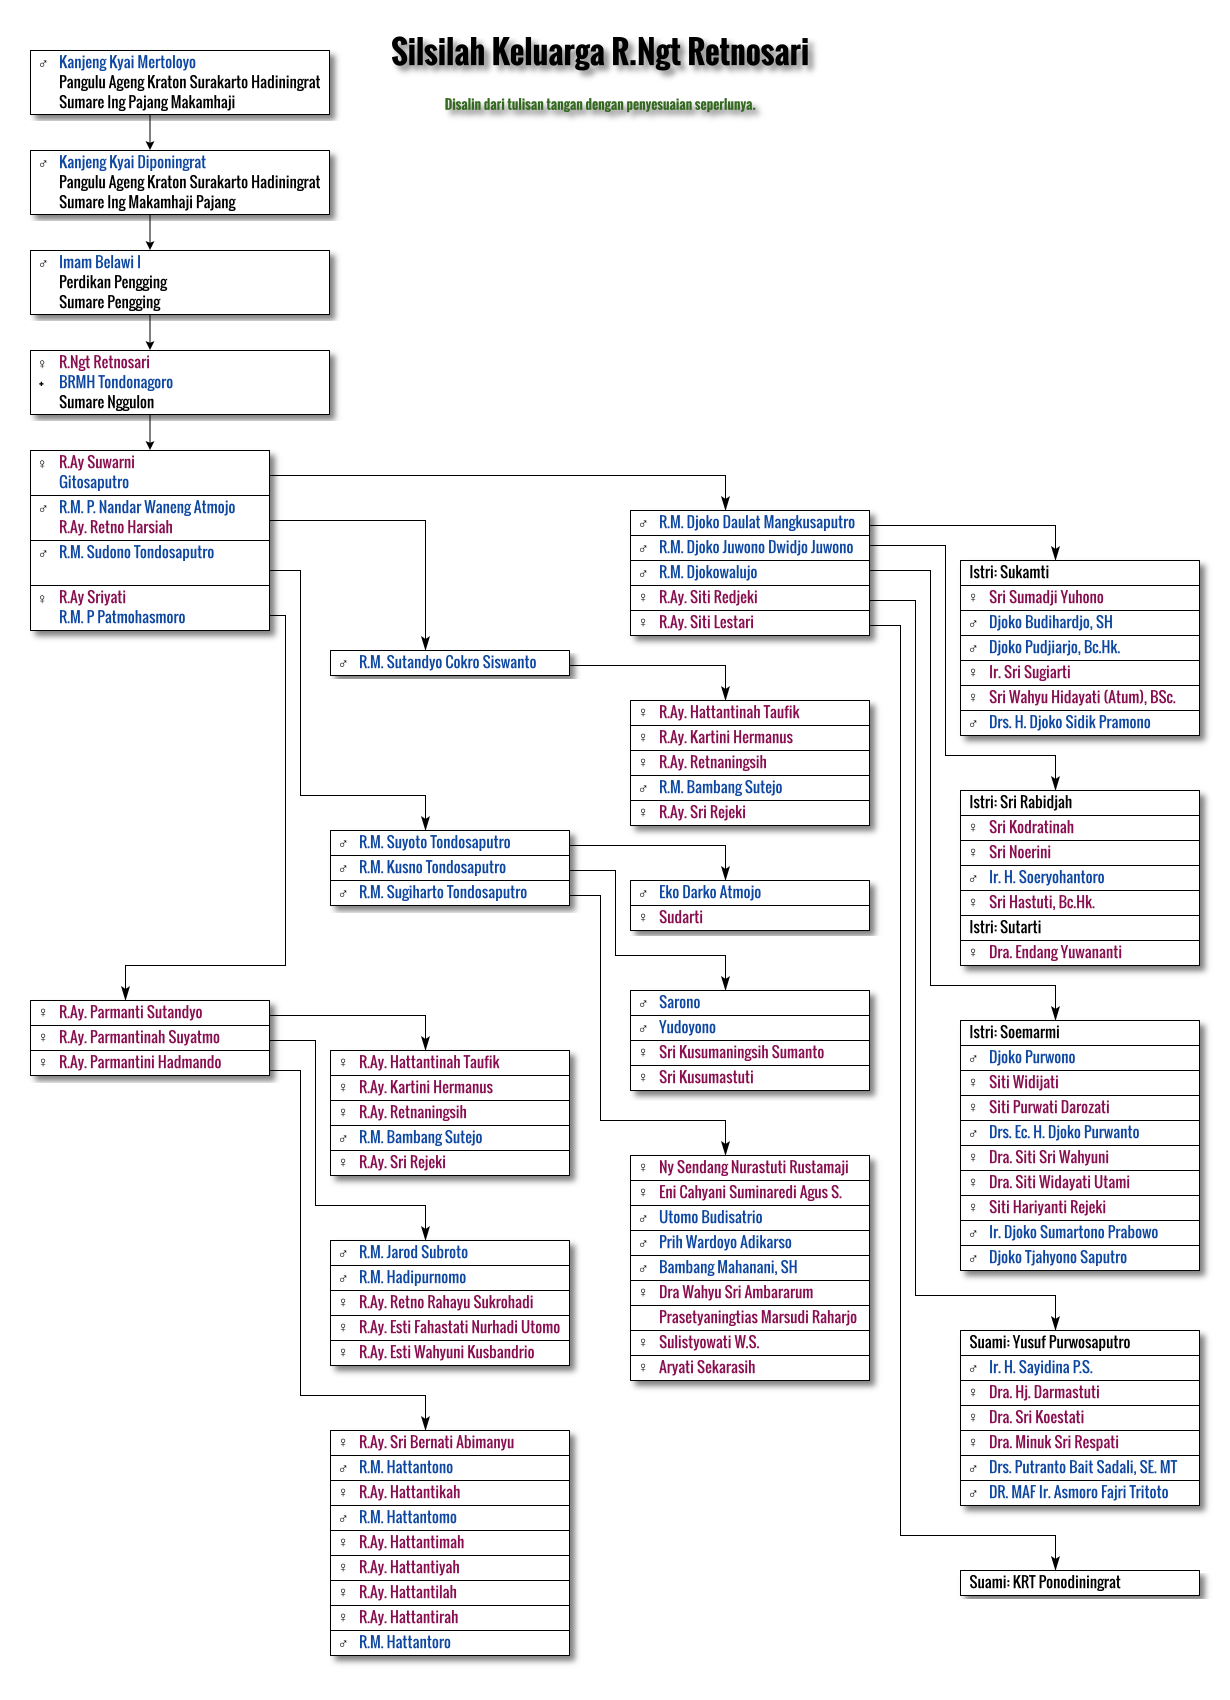 Silsilah Keluarga R.Ngt Retnosari
Disalin dari tulisan tangan dengan penyesuaian seperlunya.
♂ Kanjeng Kyai Mertoloyo
Pangulu Ageng Kraton Surakarto Hadiningrat
Sumare Ing Pajang Makamhaji
♂ Kanjeng Kyai Diponingrat
Pangulu Ageng Kraton Surakarto Hadiningrat
Sumare Ing Makamhaji Pajang
♂ Imam Belawi I
Perdikan Pengging
Sumare Pengging
♀ R.Ngt Retnosari
BRMH Tondonagoro
Sumare Nggulon
♀ R.Ay Suwarni
Gitosaputro
♂ R.M. P. Nandar Waneng Atmojo
R.Ay. Retno Harsiah
♂ R.M. Sudono Tondosaputro
♀ R.Ay Sriyati
R.M. P Patmohasmoro
♂ R.M. Djoko Daulat Mangkusaputro
♂ R.M. Djoko Juwono Dwidjo Juwono
♂ R.M. Djokowalujo
♀ R.Ay. Siti Redjeki
♀ R.Ay. Siti Lestari
Istri: Sukamti
♀ Sri Sumadji Yuhono
♂ Djoko Budihardjo, SH
♂ Djoko Pudjiarjo, Bc.Hk.
♀ Ir. Sri Sugiarti
♀ Sri Wahyu Hidayati (Atum), BSc.
♂ Drs. H. Djoko Sidik Pramono
♂ R.M. Sutandyo Cokro Siswanto
♀ R.Ay. Hattantinah Taufik
♀ R.Ay. Kartini Hermanus
♀ R.Ay. Retnaningsih
♂ R.M. Bambang Sutejo
♀ R.Ay. Sri Rejeki
Istri: Sri Rabidjah
♀ Sri Kodratinah
♀ Sri Noerini
♂ Ir. H. Soeryohantoro
♀ Sri Hastuti, Bc.Hk.
Istri: Sutarti
♀ Dra. Endang Yuwananti
♂ R.M. Suyoto Tondosaputro
♂ R.M. Kusno Tondosaputro
♂ R.M. Sugiharto Tondosaputro
♂ Eko Darko Atmojo
♀ Sudarti
♂ Sarono
♂ Yudoyono
♀ Sri Kusumaningsih Sumanto
♀ Sri Kusumastuti
♀ R.Ay. Parmanti Sutandyo
♀ R.Ay. Parmantinah Suyatmo
♀ R.Ay. Parmantini Hadmando
♀ R.Ay. Hattantinah Taufik
♀ R.Ay. Kartini Hermanus
♀ R.Ay. Retnaningsih
♂ R.M. Bambang Sutejo
♀ R.Ay. Sri Rejeki
Istri: Soemarmi
♂ Djoko Purwono
♀ Siti Widijati
♀ Siti Purwati Darozati
♂ Drs. Ec. H. Djoko Purwanto
♀ Dra. Siti Sri Wahyuni
♀ Dra. Siti Widayati Utami
♀ Siti Hariyanti Rejeki
♂ Ir. Djoko Sumartono Prabowo
♂ Djoko Tjahyono Saputro
♀ Ny Sendang Nurastuti Rustamaji
♀ Eni Cahyani Suminaredi Agus S.
♂ Utomo Budisatrio
♂ Prih Wardoyo Adikarso
♂ Bambang Mahanani, SH
♀ Dra Wahyu Sri Ambararum
Prasetyaningtias Marsudi Raharjo
♀ Sulistyowati W.S.
♀ Aryati Sekarasih
♂ R.M. Jarod Subroto
♂ R.M. Hadipurnomo
♀ R.Ay. Retno Rahayu Sukrohadi
♀ R.Ay. Esti Fahastati Nurhadi Utomo
♀ R.Ay. Esti Wahyuni Kusbandrio
Suami: Yusuf Purwosaputro
♂ Ir. H. Sayidina P.S.
♀ Dra. Hj. Darmastuti
♀ Dra. Sri Koestati
♀ Dra. Minuk Sri Respati
♂ Drs. Putranto Bait Sadali, SE. MT
♂ DR. MAF Ir. Asmoro Fajri Tritoto
♀ R.Ay. Sri Bernati Abimanyu
♂ R.M. Hattantono
♀ R.Ay. Hattantikah
♂ R.M. Hattantomo
♀ R.Ay. Hattantimah
♀ R.Ay. Hattantiyah
♀ R.Ay. Hattantilah
♀ R.Ay. Hattantirah
♂ R.M. Hattantoro
Suami: KRT Ponodiningrat